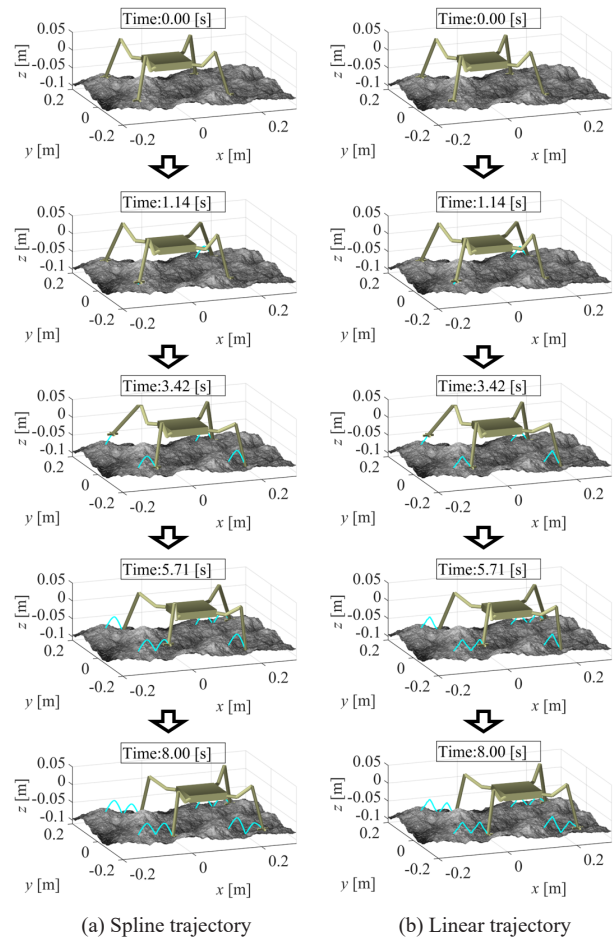 Time:0.00 [s]
0.05
0
-0.05
-0.1
z [m]
0.2
0
-0.2
y [m]
-0.2
0
0.2
x [m]
Time:0.00 [s]
0.05
0
-0.05
-0.1
z [m]
0.2
0
-0.2
y [m]
-0.2
0
0.2
x [m]
Time:1.14 [s]
0.05
0
-0.05
-0.1
z [m]
0.2
0
-0.2
y [m]
-0.2
0
0.2
x [m]
Time:1.14 [s]
0.05
0
-0.05
-0.1
z [m]
0.2
0
-0.2
y [m]
-0.2
0
0.2
x [m]
Time:3.42 [s]
0.05
0
-0.05
-0.1
z [m]
0.2
0
-0.2
y [m]
-0.2
0
0.2
x [m]
Time:3.42 [s]
0.05
0
-0.05
-0.1
z [m]
0.2
0
-0.2
y [m]
-0.2
0
0.2
x [m]
Time:5.71 [s]
0.05
0
-0.05
-0.1
z [m]
0.2
0
-0.2
y [m]
-0.2
0
0.2
x [m]
Time:5.71 [s]
0.05
0
-0.05
-0.1
z [m]
0.2
0
-0.2
y [m]
-0.2
0
0.2
x [m]
Time:8.00 [s]
0.05
0
-0.05
-0.1
z [m]
0.2
0
-0.2
y [m]
-0.2
0
0.2
x [m]
Time:8.00 [s]
0.05
0
-0.05
-0.1
z [m]
0.2
0
-0.2
y [m]
-0.2
0
0.2
x [m]
(a) Spline trajectory
(b) Linear trajectory